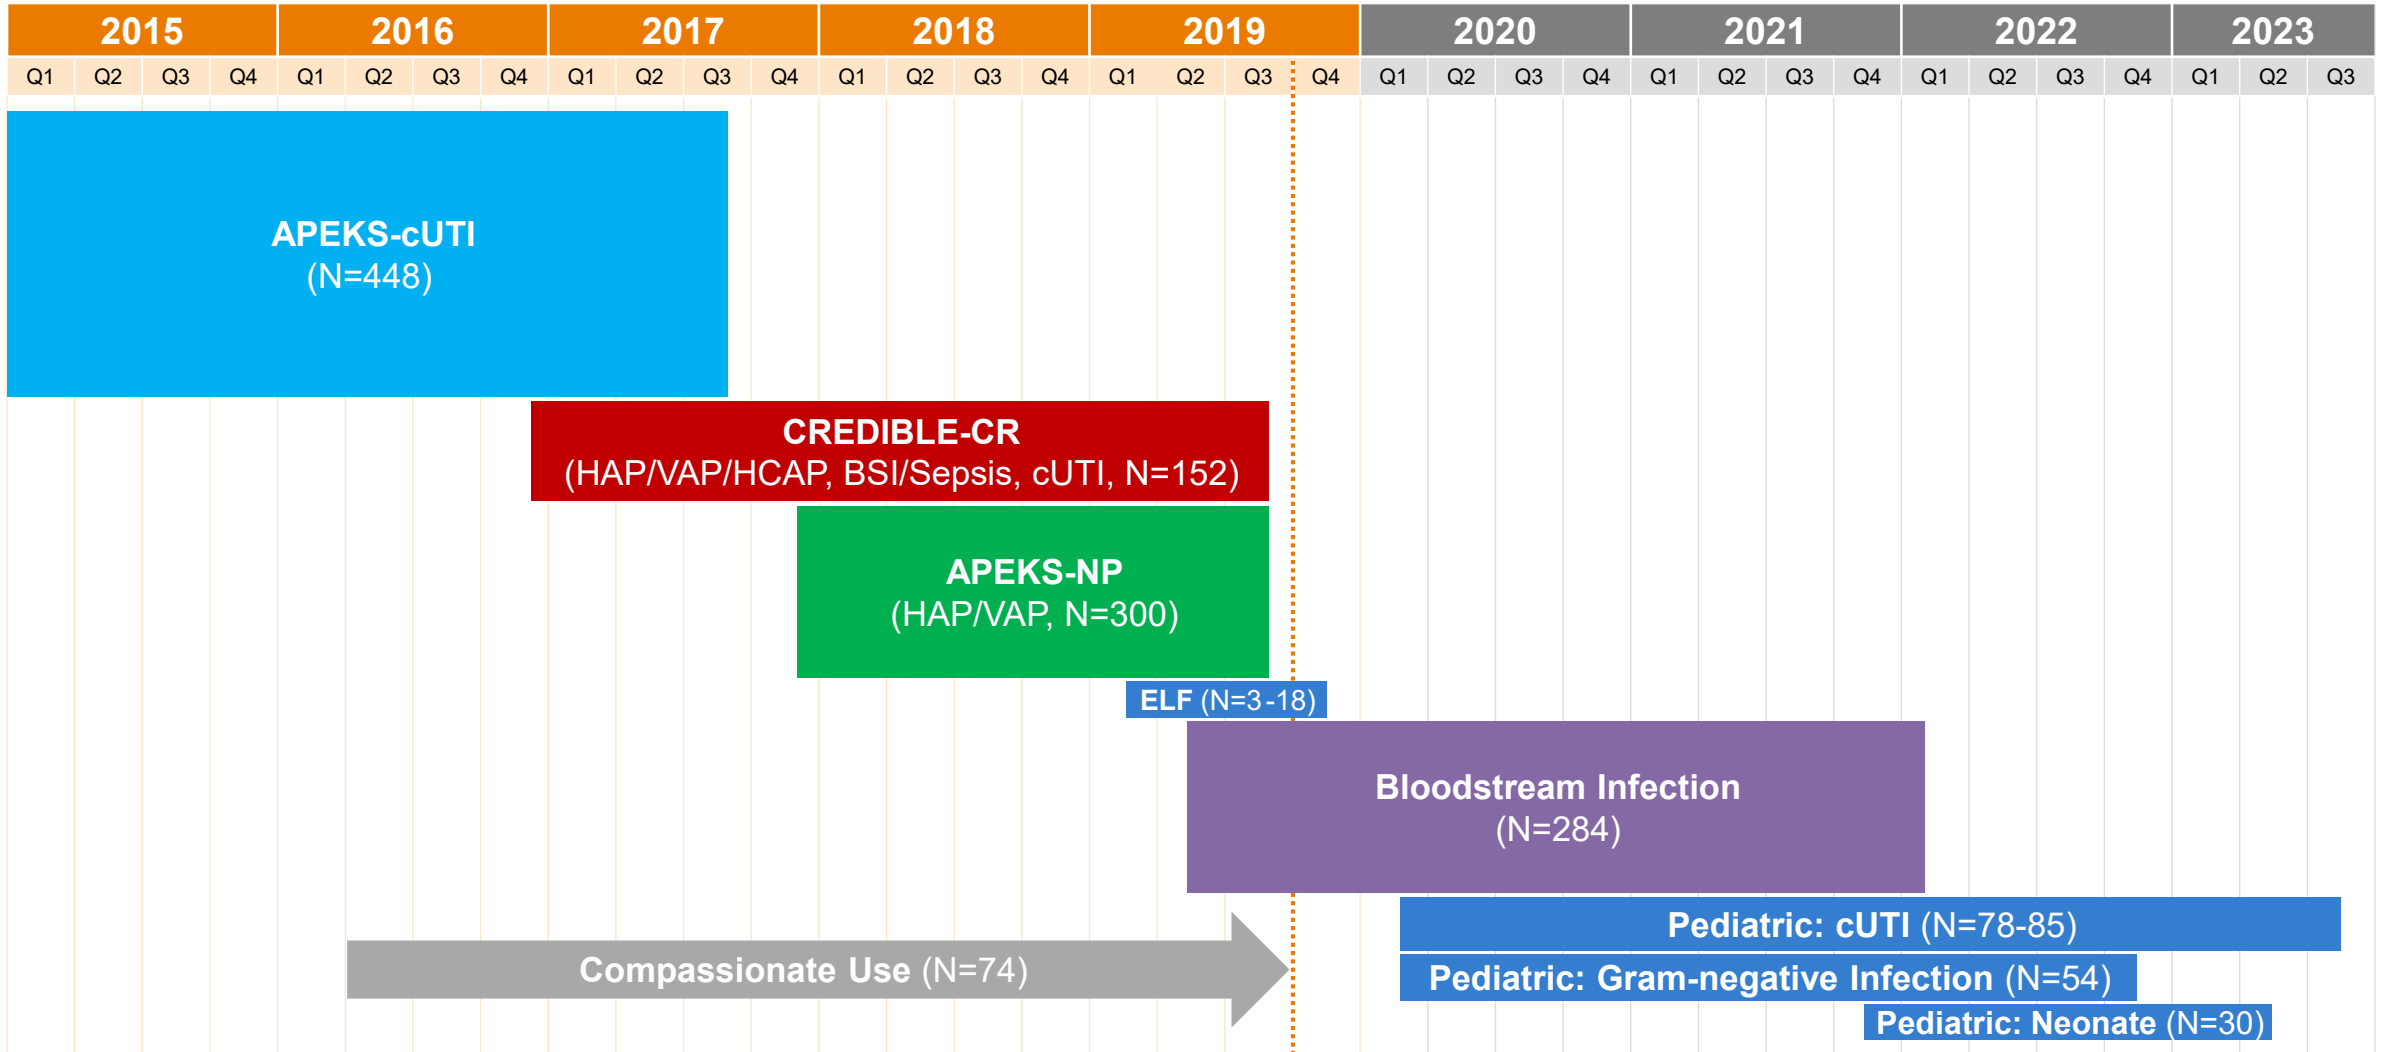 2015 2016 2017 2018 2019 2020 2021 2022 2023
Q1 Q2 Q3 Q4 Q1 Q2 Q3 Q4 Q1 Q2 Q3 Q4 Q1 Q2 Q3 Q4 Q1 Q2 Q3 Q4 Q1 Q2 Q3 Q4 Q1 Q2 Q3 Q4 Q1 Q2 Q3 Q4 Q1 Q2 Q3
APEKS-cUTI
(N=448)
CREDIBLE-CR
(HAP/VAP/HCAP, BSI/Sepsis, cUTI, N=152)
APEKS-NP
(HAP/VAP, N=300)
ELF (N=3-18)
Bloodstream Infection
(N=284)
Pediatric: cUTI (N=78-85)
Compassionate Use (N=74)
Pediatric: Gram-negative Infection (N=54)
Pediatric: Neonate (N=30)